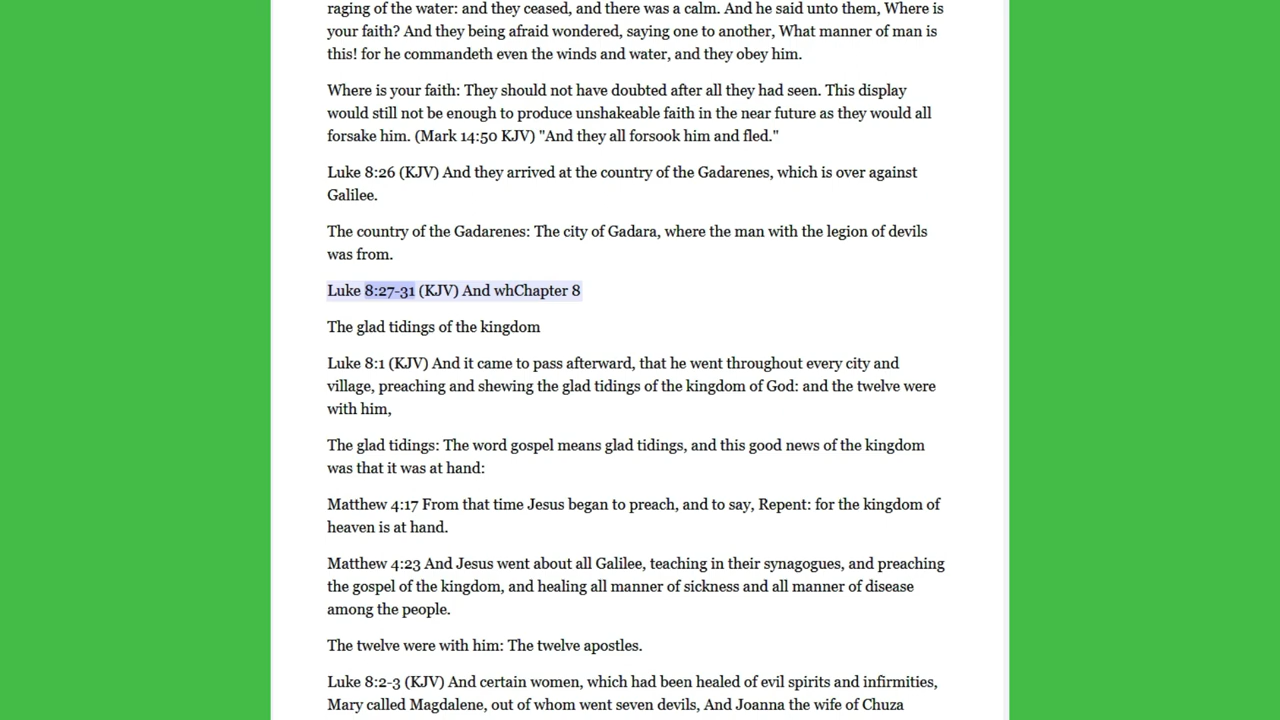 raging of the water: and they ceased, and there was a calm. And he said unto them, Where is
your faith? And they being afraid wondered, saying one to another, What manner of man is
this! for he commandeth even the winds and water, and they obey him.
Where is your faith: They should not have doubted after all they had seen. This display
would still not be enough to produce unshakeable faith in the near future as they would all
forsake him. (Mark 14:50 KJV) "And they all forsook him and fled."
Luke 8:26 (KJV) And they arrived at the country of the Gadarenes, which is over against
Galilee.
The country of the Gadarenes: The city of Gadara, where the man with the legion of devils
was from.
Luke 8:27-31 (KJV) And whChapter 8
The glad tidings of the kingdom
Luke 8:1 (KJV) And it came to pass afterward, that he went throughout every city and
village, preaching and shewing the glad tidings of the kingdom of God: and the twelve were
with him,
The glad tidings: The word gospel means glad tidings, and this good news of the kingdom
was that it was at hand:
Matthew 4:17 From that time Jesus began to preach, and to say, Repent: for the kingdom of
heaven is at hand.
Matthew 4:23 And Jesus went about all Galilee, teaching in their synagogues, and preaching
the gospel of the kingdom, and healing all manner of sickness and all manner of disease
among the people.
The twelve were with him: The twelve apostles.
Luke 8:2-3 (KJV) And certain women, which had been healed of evil spirits and infirmities,
Mary called Magdalene, out of whom went seven devils, And Joanna the wife of Chuza